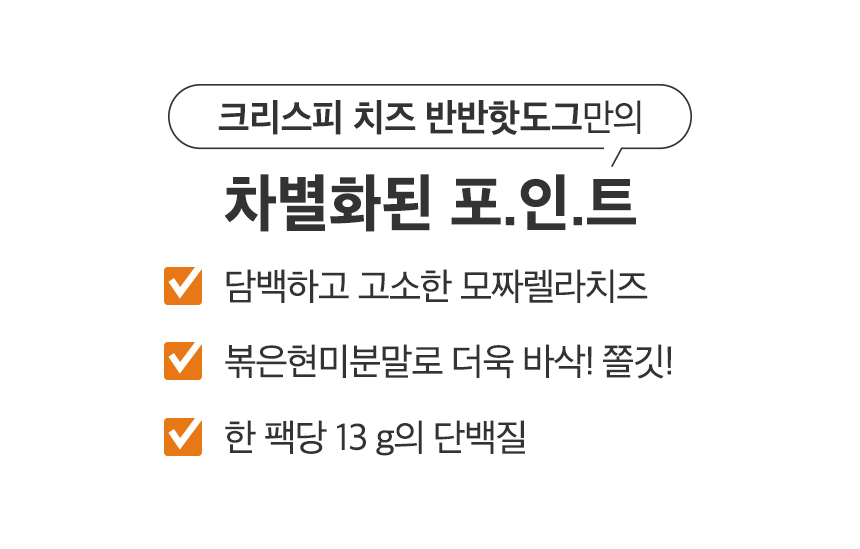 크리스피 치즈 반반핫도그만의
차별화된 포.인.트
담백하고 고소한 모짜렐라치즈
볶은현미분말로 더욱 바삭! 쫄깃!
한 팩당 13 g의 단백질